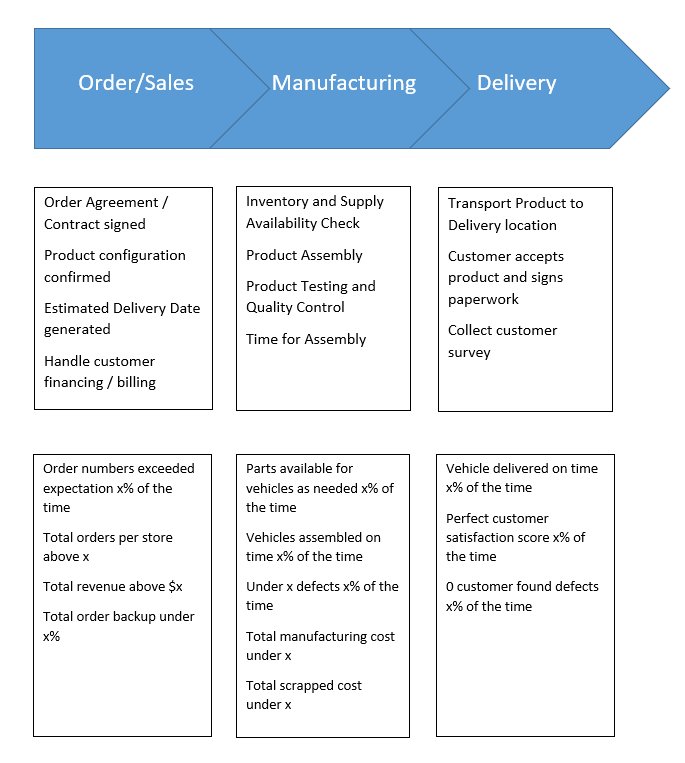 Order/Sales
Manufacturing
Delivery
Order Agreement /
Contract signed
Product configuration
confirmed
Estimated Delivery Date
generated
Handle customer
financing / billing
Inventory and Supply
Availability Check
Product Assembly
Product Testing and
Quality Control
Time for Assembly
Transport Product to
Delivery location
Customer accepts
product and signs
paperwork
Collect customer
survey
Order numbers exceeded
expectation x% of the
time
Total orders per store
above x
Total revenue above $x
Total order backup under
x%
Parts available for
vehicles as needed x% of
the time
Vehicles assembled on
time x% of the time
Under x defects x% of the
time
Total manufacturing cost
under x
Total scrapped cost
under x
Vehicle delivered on time
x% of the time
Perfect customer
satisfaction score x% of
the time
0 customer found defects
x% of the time